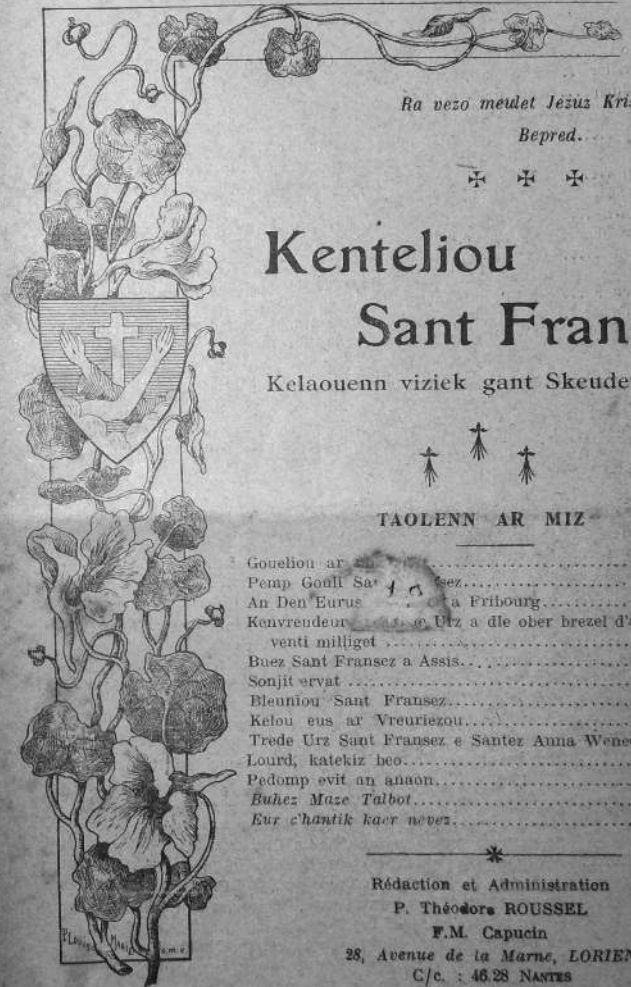 Ra vezo meulet Jezuz Kris
Bepred.
Kenteliou
Sant Fran
Kelaouenn viziek gant Skeude
TAOLENN AR MIZ
Goueliou ar
Pemp Gouli
An Den Eurus a Fribourg
Kenvreudeur Urz a dle ober brezel d'a
venti milliget
Buez Sant Fransez a Assis
Sonjit ervat
Bleuniou Sant Fransez
Kelou eus ar Vreuriezou
Trede Urz Sant Fransez e Santez Anna Wene
Lourd, katekiz beo
Pedomp evit an anaon
Buhez Maze Talbot
Eur c'hantik kaer nevez
Rédaction et Administration
P. Théodore ROUSSEL
F.M. Capucin
28, Avenue de la Marne, LORIEN
C/c. : 46.28 NANTES